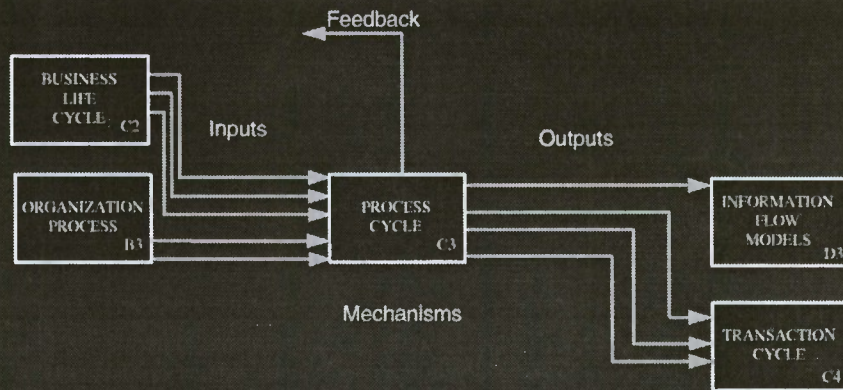 Feedback
BUSINESS
LIFE
CYCLE
C2
Inputs
Outputs
ORGANIZATION
PROCESS
B3
PROCESS
CYCLE
C3
INFORMATION
FLOW
MODELS
D3
Mechanisms
TRANSACTION
CYCLE
C4